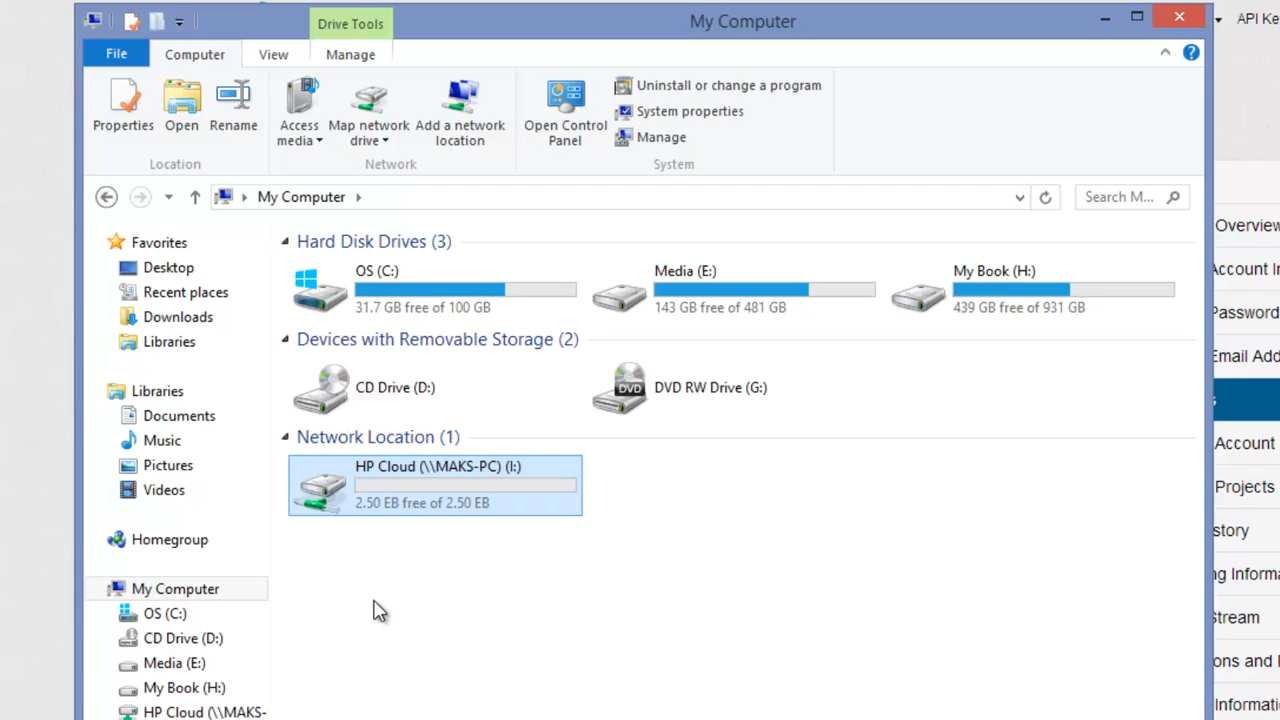 Drive Tools
My Computer
API Ke
File
Computer
View
Manage
Properties
Open
Rename
Access media
Map network drive
Add a network location
Open Control Panel
Uninstall or change a program
System properties
Manage
Location
Network
System
My Computer
Search M...
Favorites
Desktop
Recent places
Downloads
Libraries
Libraries
Documents
Music
Pictures
Videos
Homegroup
My Computer
OS (C:)
CD Drive (D:)
Media (E:)
My Book (H:)
HP Cloud (\\MAKS-
Hard Disk Drives (3)
OS (C:)
31.7 GB free of 100 GB
Media (E:)
143 GB free of 481 GB
My Book (H:)
439 GB free of 931 GB
Devices with Removable Storage (2)
CD Drive (D:)
DVD
DVD RW Drive (G:)
Network Location (1)
HP Cloud (\\MAKS-PC) (I:)
2.50 EB free of 2.50 EB
Overview
Account In
Password
Email Add
s
Account
Projects
story
ng Informa
Stream
ons and
Informati